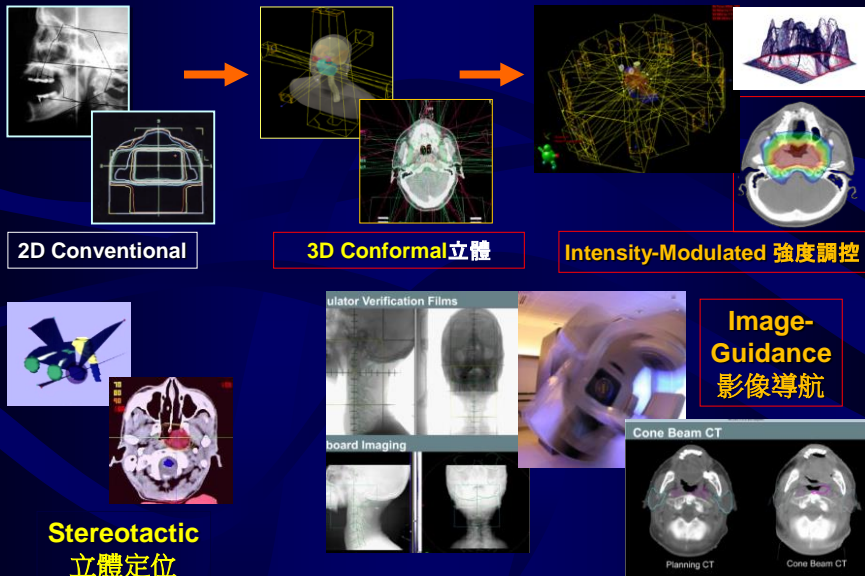 2D Conventional
3D Conformal立體
Intensity-Modulated 強度調控
Stereotactic
立體定位
ulator Verification Films
board Imaging
Image-
Guidance
影像導航
Cone Beam CT
Planning CT
Cone Beam CT